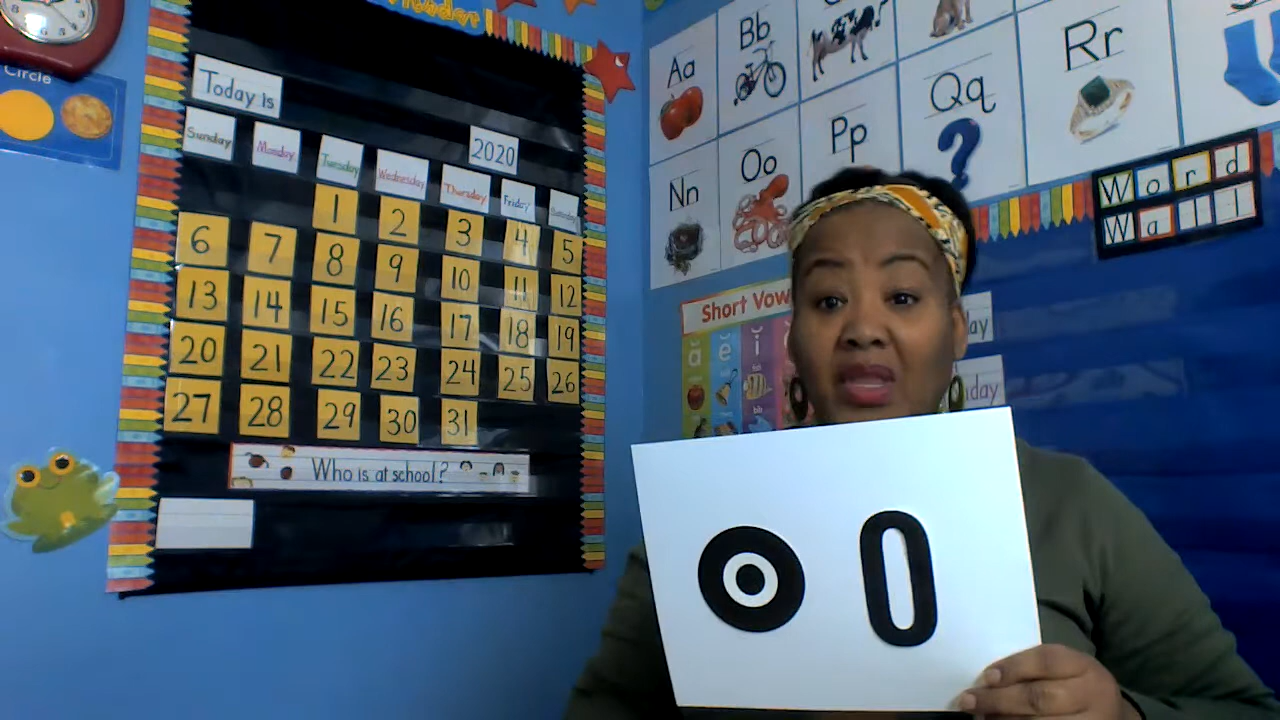 Circle
Today is
2020
Sunday Monday Tuesday Wednesday Thursday Friday Saturday
1 2 3 4 5
6 7 8 9 10 11 12
13 14 15 16 17 18 19
20 21 22 23 24 25 26
27 28 29 30 31
Who is at school?
Aa Bb
Nn Oo Pp Qq Rr
Word
Wall
Short Vow
ă ĕ ĭ
0